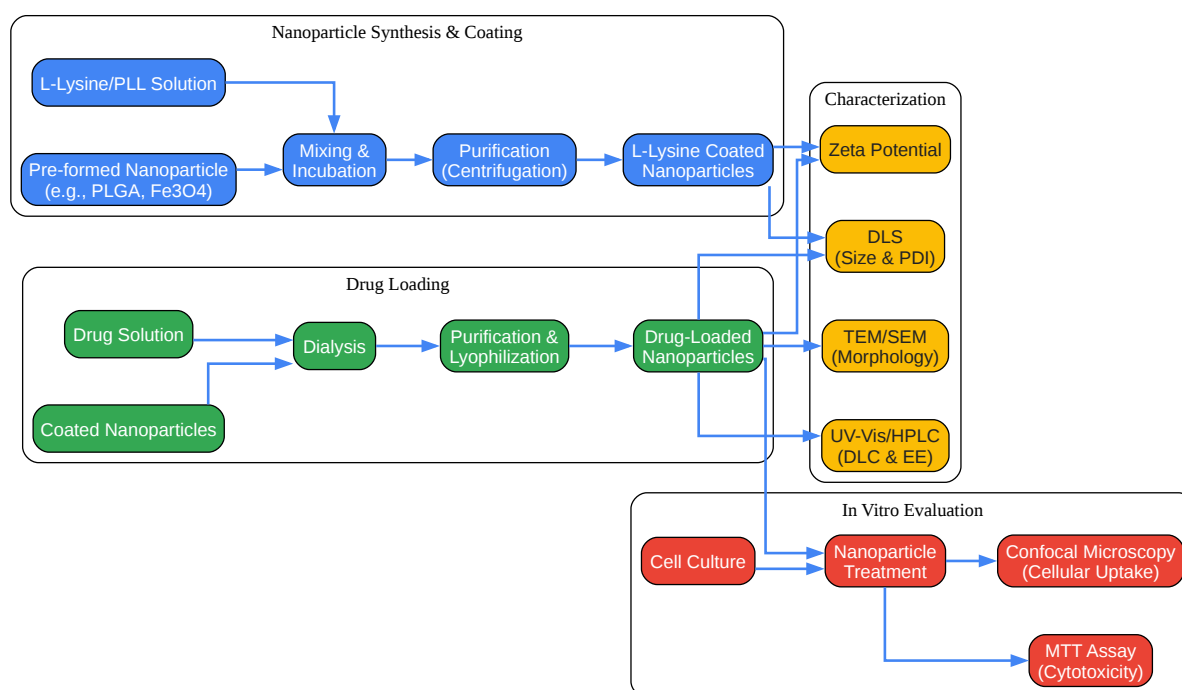 Nanoparticle Synthesis & Coating
L-Lysine/PLL Solution
Pre-formed Nanoparticle
(e.g., PLGA, Fe3O4)
Mixing &
Incubation
Purification
(Centrifugation)
L-Lysine Coated
Nanoparticles
Characterization
Zeta Potential
DLS
(Size & PDI)
TEM/SEM
(Morphology)
UV-Vis/HPLC
(DLC & EE)
Drug Loading
Drug Solution
Coated Nanoparticles
Dialysis
Purification &
Lyophilization
Drug-Loaded
Nanoparticles
In Vitro Evaluation
Cell Culture
Nanoparticle
Treatment
Confocal Microscopy
(Cellular Uptake)
MTT Assay
(Cytotoxicity)